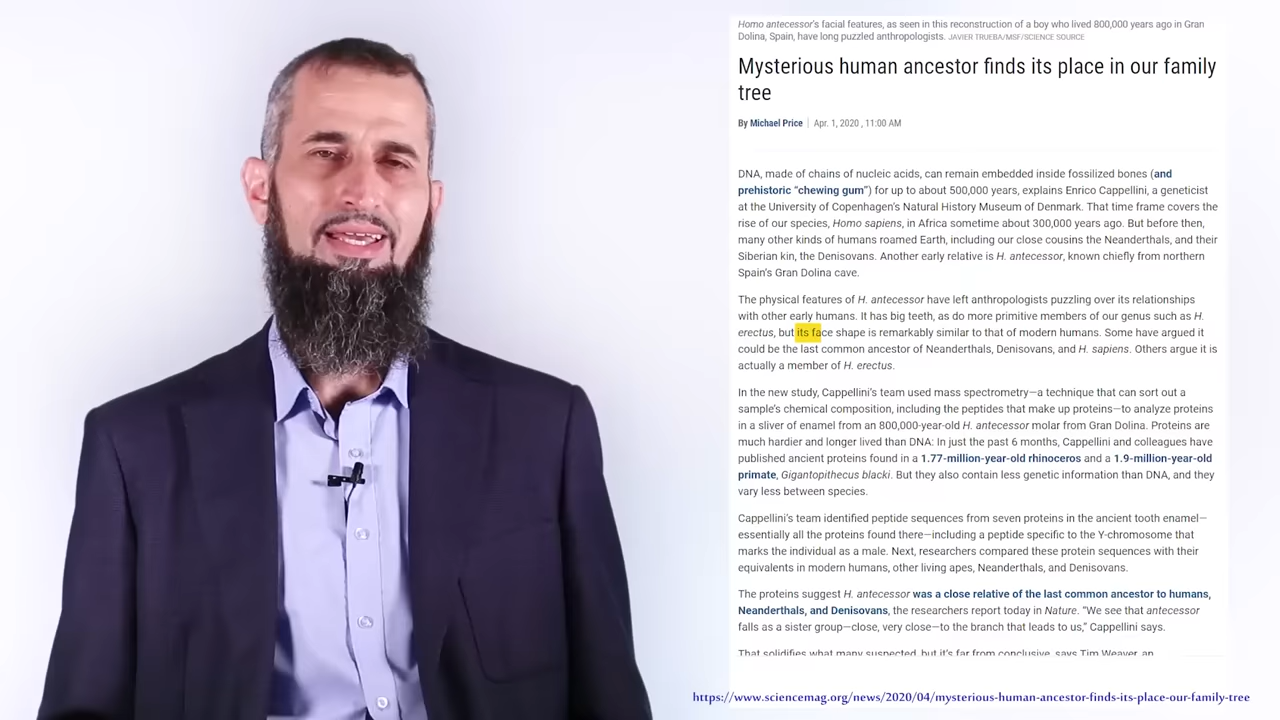 Homo antecessor's facial features, as seen in this reconstruction of a boy who lived 800,000 years ago in Gran
Dolina, Spain, have long puzzled anthropologists. JAVIER TRUEBA/MSF/SCIENCE SOURCE
Mysterious human ancestor finds its place in our family
tree
By Michael Price | Apr. 1, 2020 , 11:00 AM
DNA, made of chains of nucleic acids, can remain embedded inside fossilized bones (and
prehistoric “chewing gum”) for up to about 500,000 years, explains Enrico Cappellini, a geneticist
at the University of Copenhagen's Natural History Museum of Denmark. That time frame covers the
rise of our species, Homo sapiens, in Africa sometime about 300,000 years ago. But before then,
many other kinds of humans roamed Earth, including our close cousins the Neanderthals, and their
Siberian kin, the Denisovans. Another early relative is H. antecessor, known chiefly from northern
Spain's Gran Dolina cave.
The physical features of H. antecessor have left anthropologists puzzling over its relationships
with other early humans. It has big teeth, as do more primitive members of our genus such as H.
erectus, but its face shape is remarkably similar to that of modern humans. Some have argued it
could be the last common ancestor of Neanderthals, Denisovans, and H. sapiens. Others argue it is
actually a member of H. erectus.
In the new study, Cappellini's team used mass spectrometry—a technique that can sort out a
sample's chemical composition, including the peptides that make up proteins—to analyze proteins
in a sliver of enamel from an 800,000-year-old H. antecessor molar from Gran Dolina. Proteins are
much hardier and longer lived than DNA: In just the past 6 months, Cappellini and colleagues have
published ancient proteins found in a 1.77-million-year-old rhinoceros and a 1.9-million-year-old
primate, Gigantopithecus blacki. But they also contain less genetic information than DNA, and they
vary less between species.
Cappellini's team identified peptide sequences from seven proteins in the ancient tooth enamel—
essentially all the proteins found there—including a peptide specific to the Y-chromosome that
marks the individual as a male. Next, researchers compared these protein sequences with their
equivalents in modern humans, other living apes, Neanderthals, and Denisovans.
The proteins suggest H. antecessor was a close relative of the last common ancestor to humans,
Neanderthals, and Denisovans, the researchers report today in Nature. “We see that antecessor
falls as a sister group—close, very close—to the branch that leads to us,” Cappellini says.
That solidifies what many suspected, but it's far from conclusive, says Tim Weaver, an
https://www.sciencemag.org/news/2020/04/mysterious-human-ancestor-finds-its-place-our-family-tree